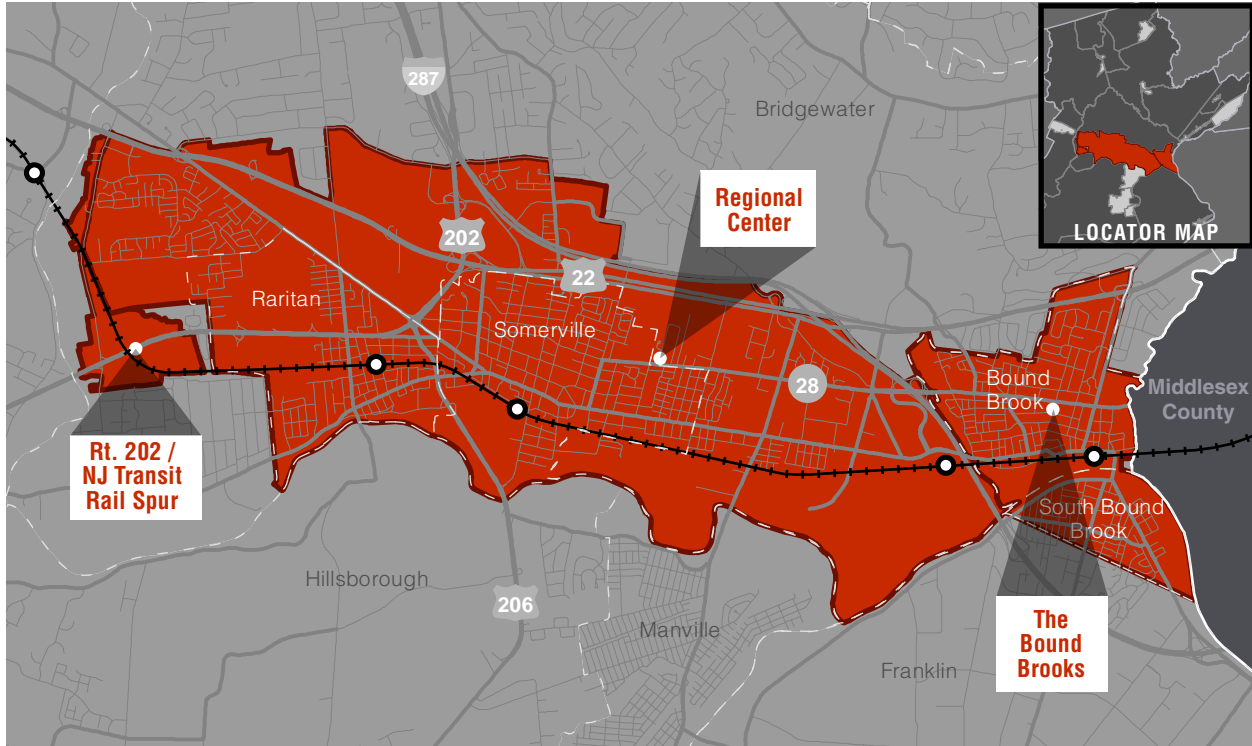 287
Bridgewater
LOCATOR MAP
Regional
Center
202
22
Raritan
Somerville
28
Bound
Brook
Middlesex
County
Rt. 202 /
NJ Transit
Rail Spur
South Bound
Brook
Hillsborough
206
Manville
Franklin
The
Bound
Brooks